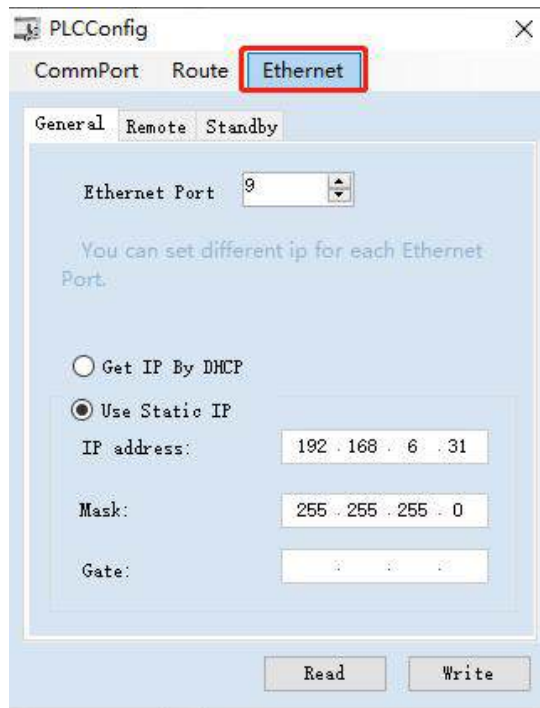 PLCConfig
CommPort Route Ethernet
General Remote Standby
Ethernet Port 9
You can set different ip for each Ethernet
Port.
Get IP By DHCP
Use Static IP
IP address: 192 . 168 . 6 . 31
Mask: 255 . 255 . 255 . 0
Gate: . . .
Read Write